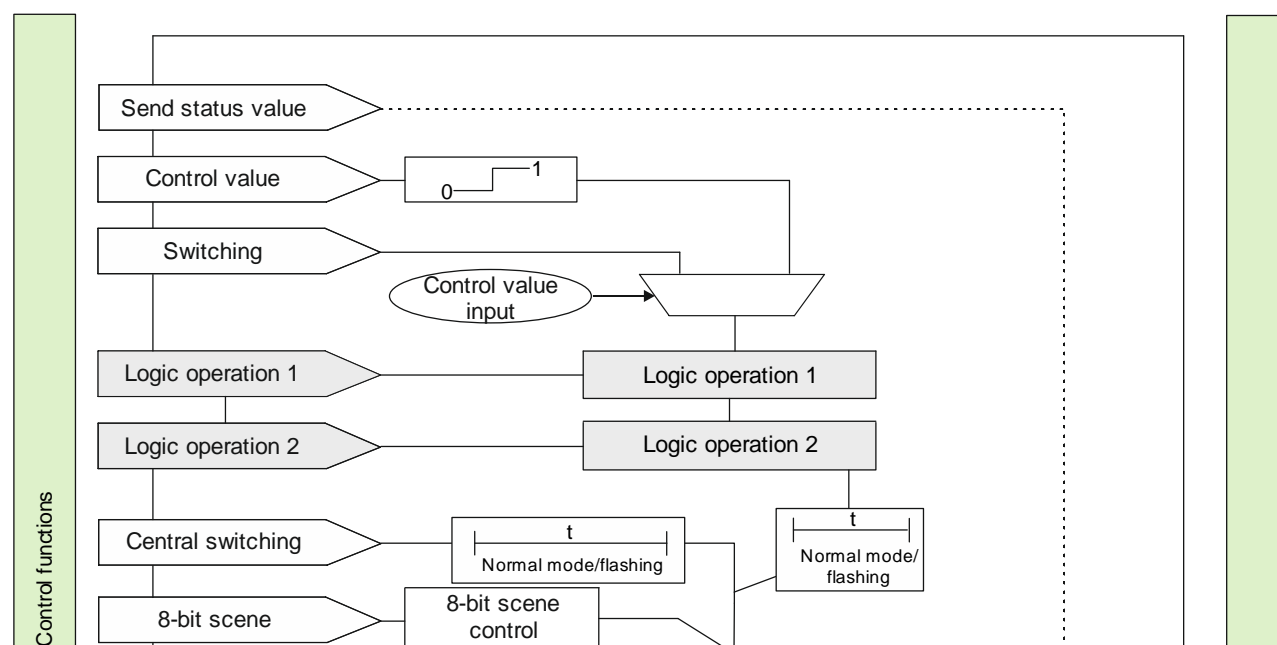 Send status value
Control value
0
1
Switching
Control value
input
Logic operation 1
Logic operation 1
Logic operation 2
Logic operation 2
Central switching
t
Normal mode/flashing
t
Normal mode/
flashing
8-bit scene
8-bit scene
control
Control functions